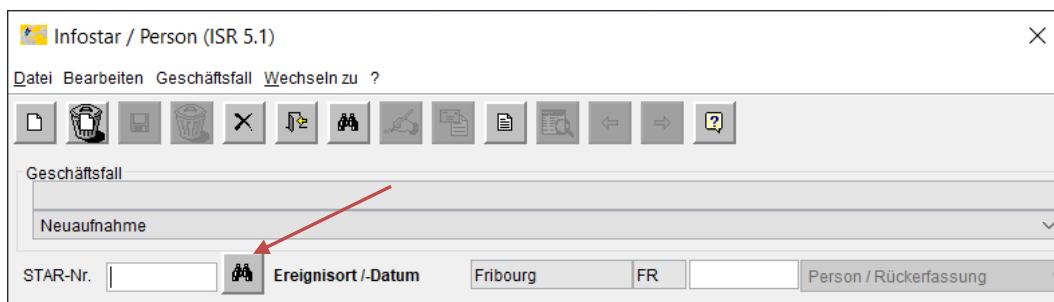 Infostar / Person (ISR 5.1)
Datei Bearbeiten Geschäftsfall Wechseln zu ?
Geschäftsfall
Neuaufnahme
STAR-Nr. Ereignisort /-Datum Fribourg FR Person / Rückerfassung